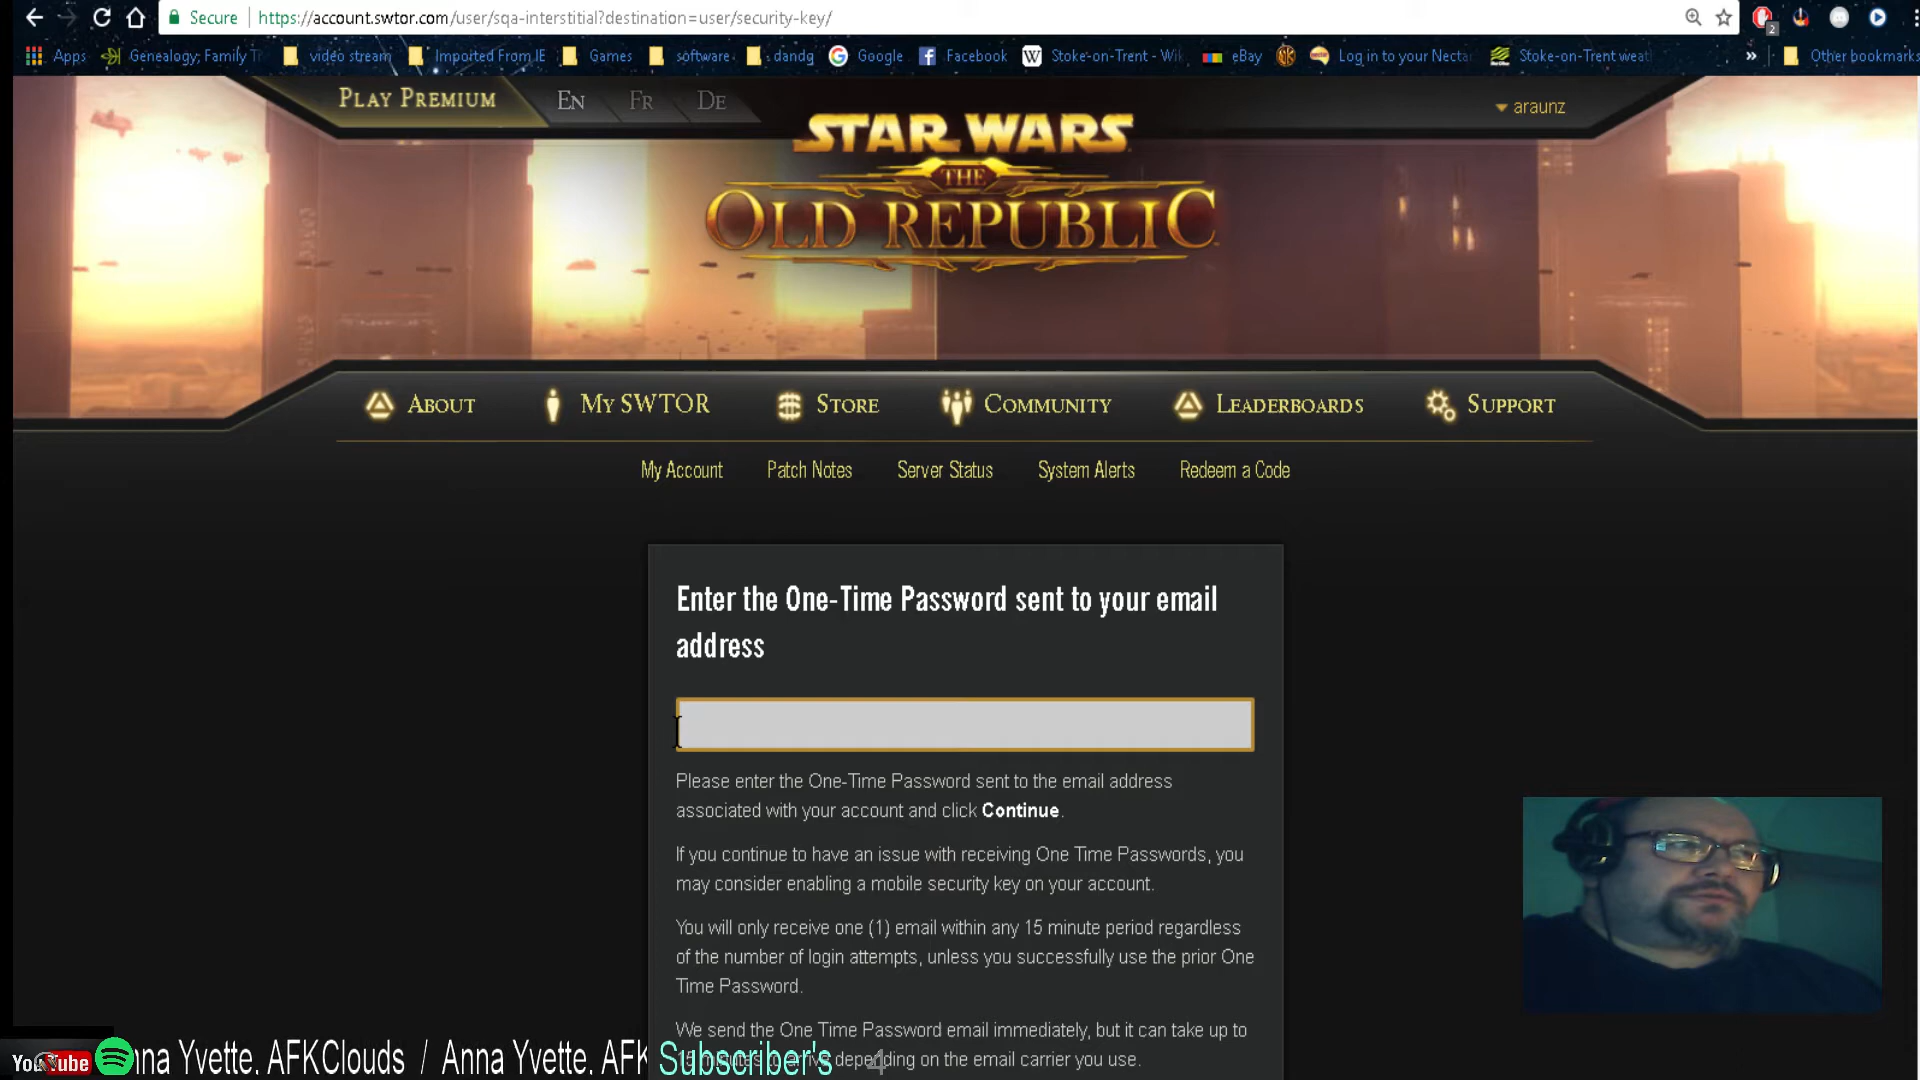 Secure https://account.swtor.com/user/sqa-interstitial?destination=user/security-key/
2
Apps Genealogy; Family T video stream Imported From IE Games software dandg Google Facebook Stoke-on-Trent - Wi eBay Log in to your Necta Stoke-on-Trent weat » Other bookmarks
PLAY PREMIUM EN FR DE araunz
STAR WARS
THE
OLD REPUBLIC
ABOUT MY SWTOR STORE COMMUNITY LEADERBOARDS SUPPORT
My Account Patch Notes Server Status System Alerts Redeem a Code
Enter the One-Time Password sent to your email
address
Please enter the One-Time Password sent to the email address
associated with your account and click Continue.
If you continue to have an issue with receiving One Time Passwords, you
may consider enabling a mobile security key on your account.
You will only receive one (1) email within any 15 minute period regardless
of the number of login attempts, unless you successfully use the prior One
Time Password.
We send the One Time Password email immediately, but it can take up to
15 minutes to arrive depending on the email carrier you use.
YouTube nna Yvette, AFKClouds / Anna Yvette, AFK Subscriber's 4